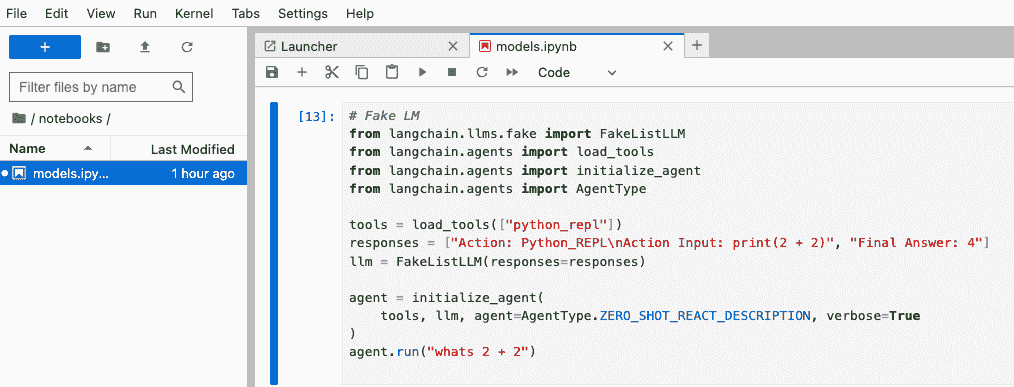 File Edit View Run Kernel Tabs Settings Help
Filter files by name
/ notebooks /
Name Last Modified
models.ipy... 1 hour ago
Launcher models.ipynb
Code
[13]: # Fake LM
from langchain.llms.fake import FakeListLLM
from langchain.agents import load_tools
from langchain.agents import initialize_agent
from langchain.agents import AgentType
tools = load_tools(["python_repl"])
responses = ["Action: Python_REPL\nAction Input: print(2 + 2)", "Final Answer: 4"]
llm = FakeListLLM(responses=responses)
agent = initialize_agent(
    tools, llm, agent=AgentType.ZERO_SHOT_REACT_DESCRIPTION, verbose=True
)
agent.run("whats 2 + 2")